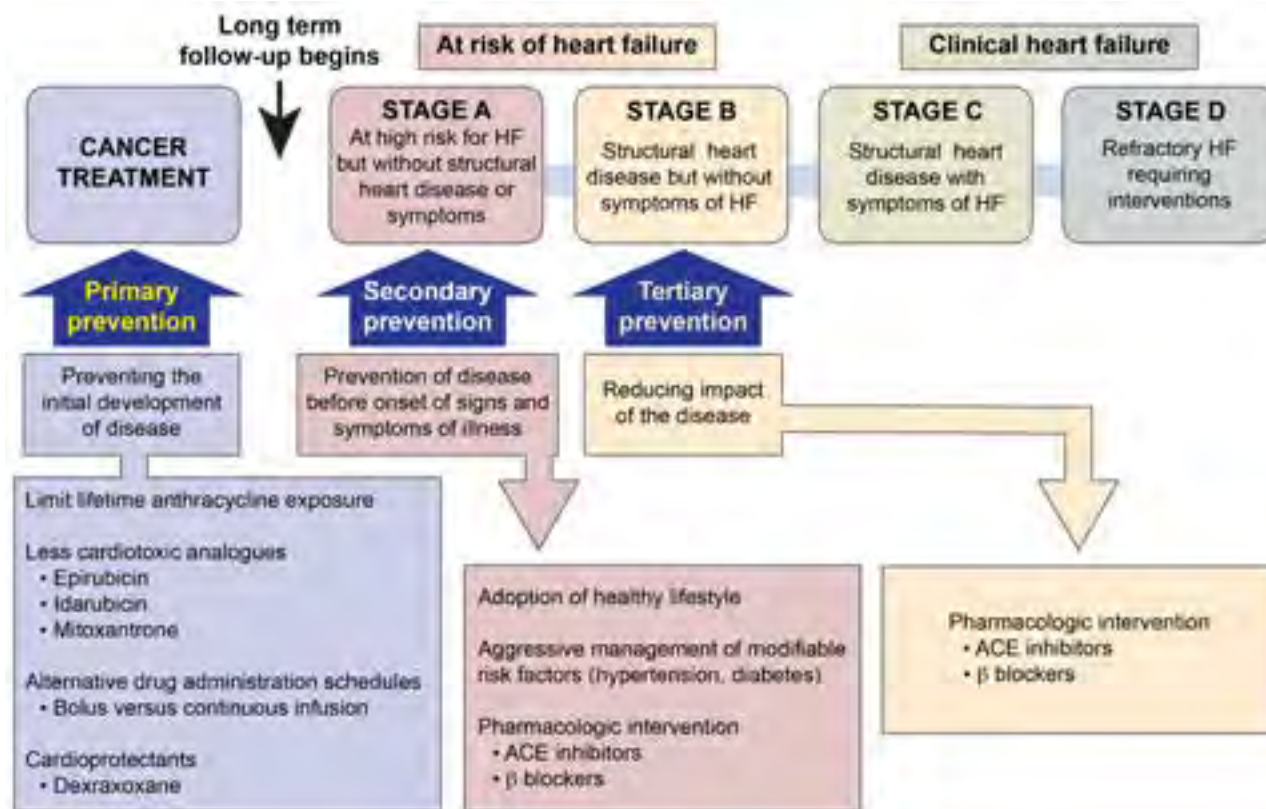 Long term
follow-up begins
At risk of heart failure
Clinical heart failure
CANCER
TREATMENT
STAGE A
At high risk for HF
but without structural
heart disease or
symptoms
STAGE B
Structural heart
disease but without
symptoms of HF
STAGE C
Structural heart
disease with
symptoms of HF
STAGE D
Refractory HF
requiring
interventions
Primary
prevention
Secondary
prevention
Tertiary
prevention
Preventing the
initial development
of disease
Prevention of disease
before onset of signs and
symptoms of illness
Reducing impact
of the disease
Limit lifetime anthracycline exposure
Less cardiotoxic analogues
• Epirubicin
• Idarubicin
• Mitoxantrone
Alternative drug administration schedules
• Bolus versus continuous infusion
Cardioprotectants
• Dexraxoxane
Adoption of healthy lifestyle
Aggressive management of modifiable
risk factors (hypertension, diabetes)
Pharmacologic intervention
• ACE inhibitors
• β blockers
Pharmacologic intervention
• ACE inhibitors
• β blockers